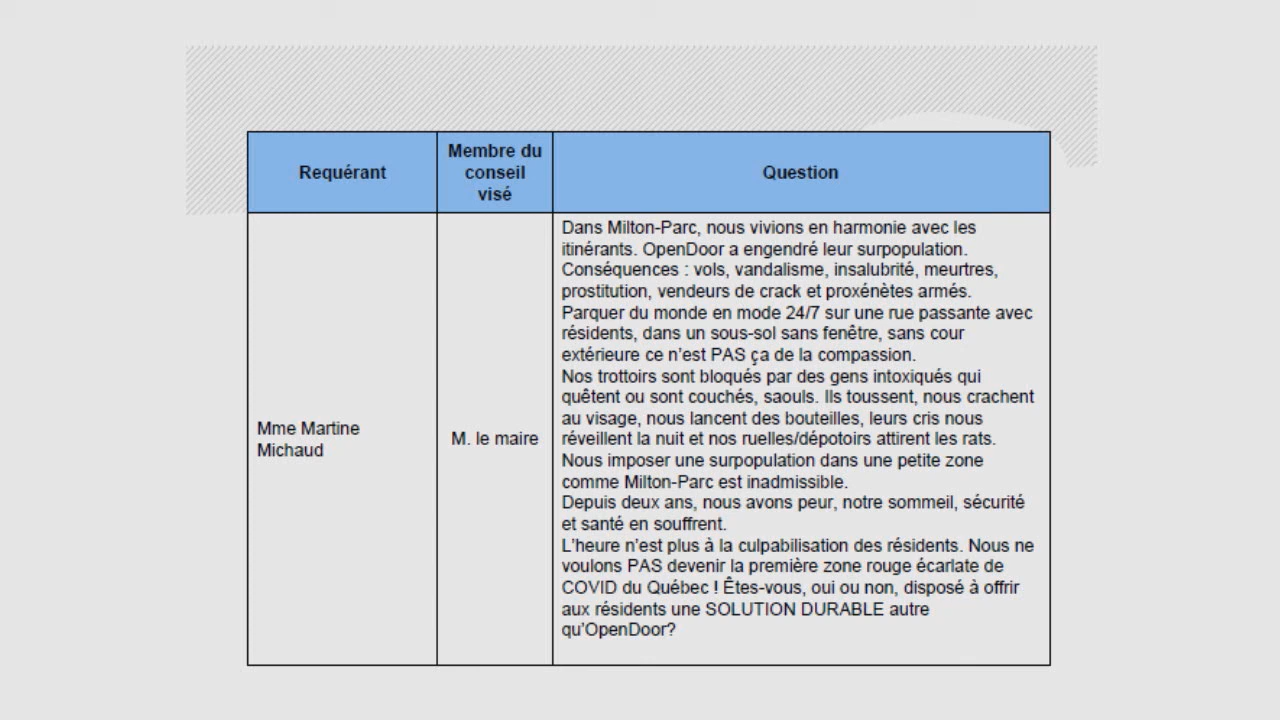 Requérant
Membre du
conseil
visé
Question
Mme Martine
Michaud
M. le maire
Dans Milton-Parc, nous vivions en harmonie avec les
itinérants. OpenDoor a engendré leur surpopulation.
Conséquences : vols, vandalisme, insalubrité, meurtres,
prostitution, vendeurs de crack et proxénètes armés.
Parquer du monde en mode 24/7 sur une rue passante avec
résidents, dans un sous-sol sans fenêtre, sans cour
extérieure ce n'est PAS ça de la compassion.
Nos trottoirs sont bloqués par des gens intoxiqués qui
quêtent ou sont couchés, saouls. Ils toussent, nous crachent
au visage, nous lancent des bouteilles, leurs cris nous
réveillent la nuit et nos ruelles/dépotoirs attirent les rats.
Nous imposer une surpopulation dans une petite zone
comme Milton-Parc est inadmissible.
Depuis deux ans, nous avons peur, notre sommeil, sécurité
et santé en souffrent.
L'heure n'est plus à la culpabilisation des résidents. Nous ne
voulons PAS devenir la première zone rouge écarlate de
COVID du Québec ! Êtes-vous, oui ou non, disposé à offrir
aux résidents une SOLUTION DURABLE autre
qu'OpenDoor?